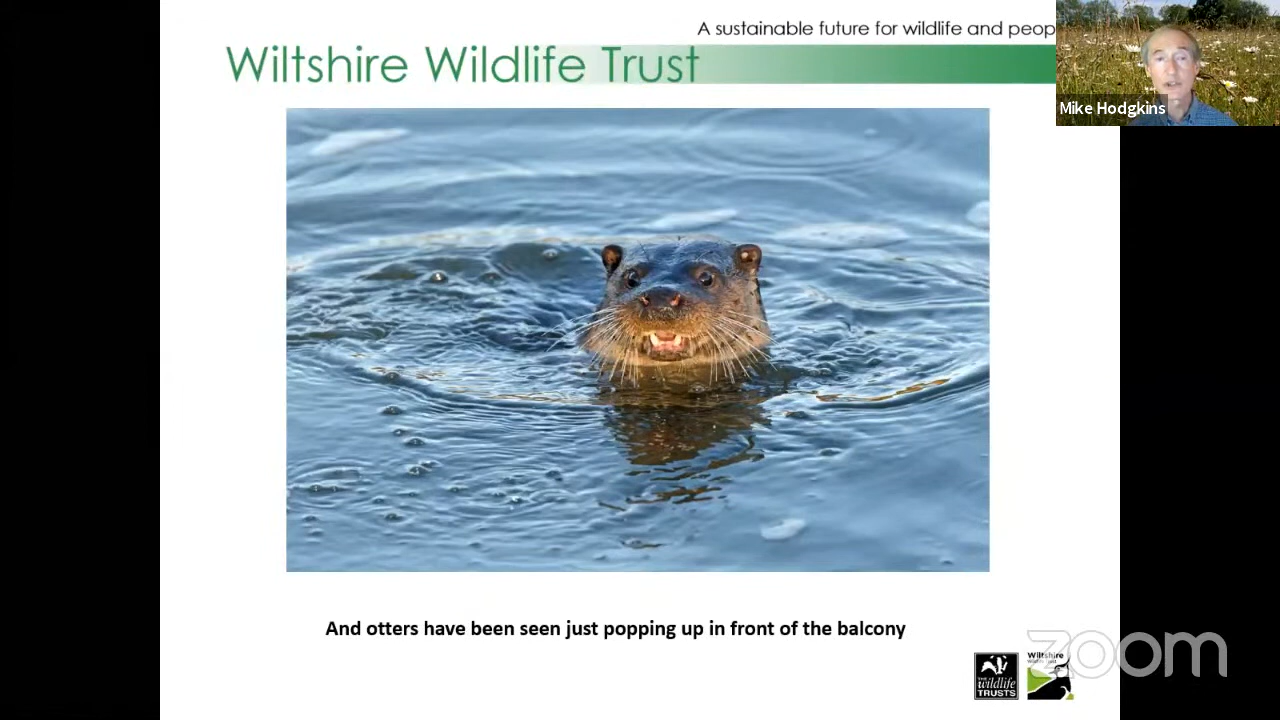 A sustainable future for wildlife and peop
Wiltshire Wildlife Trust
Mike Hodgkins
And otters have been seen just popping up in front of the balcony
THE
wildlife
TRUSTS
Wiltshire
zoom